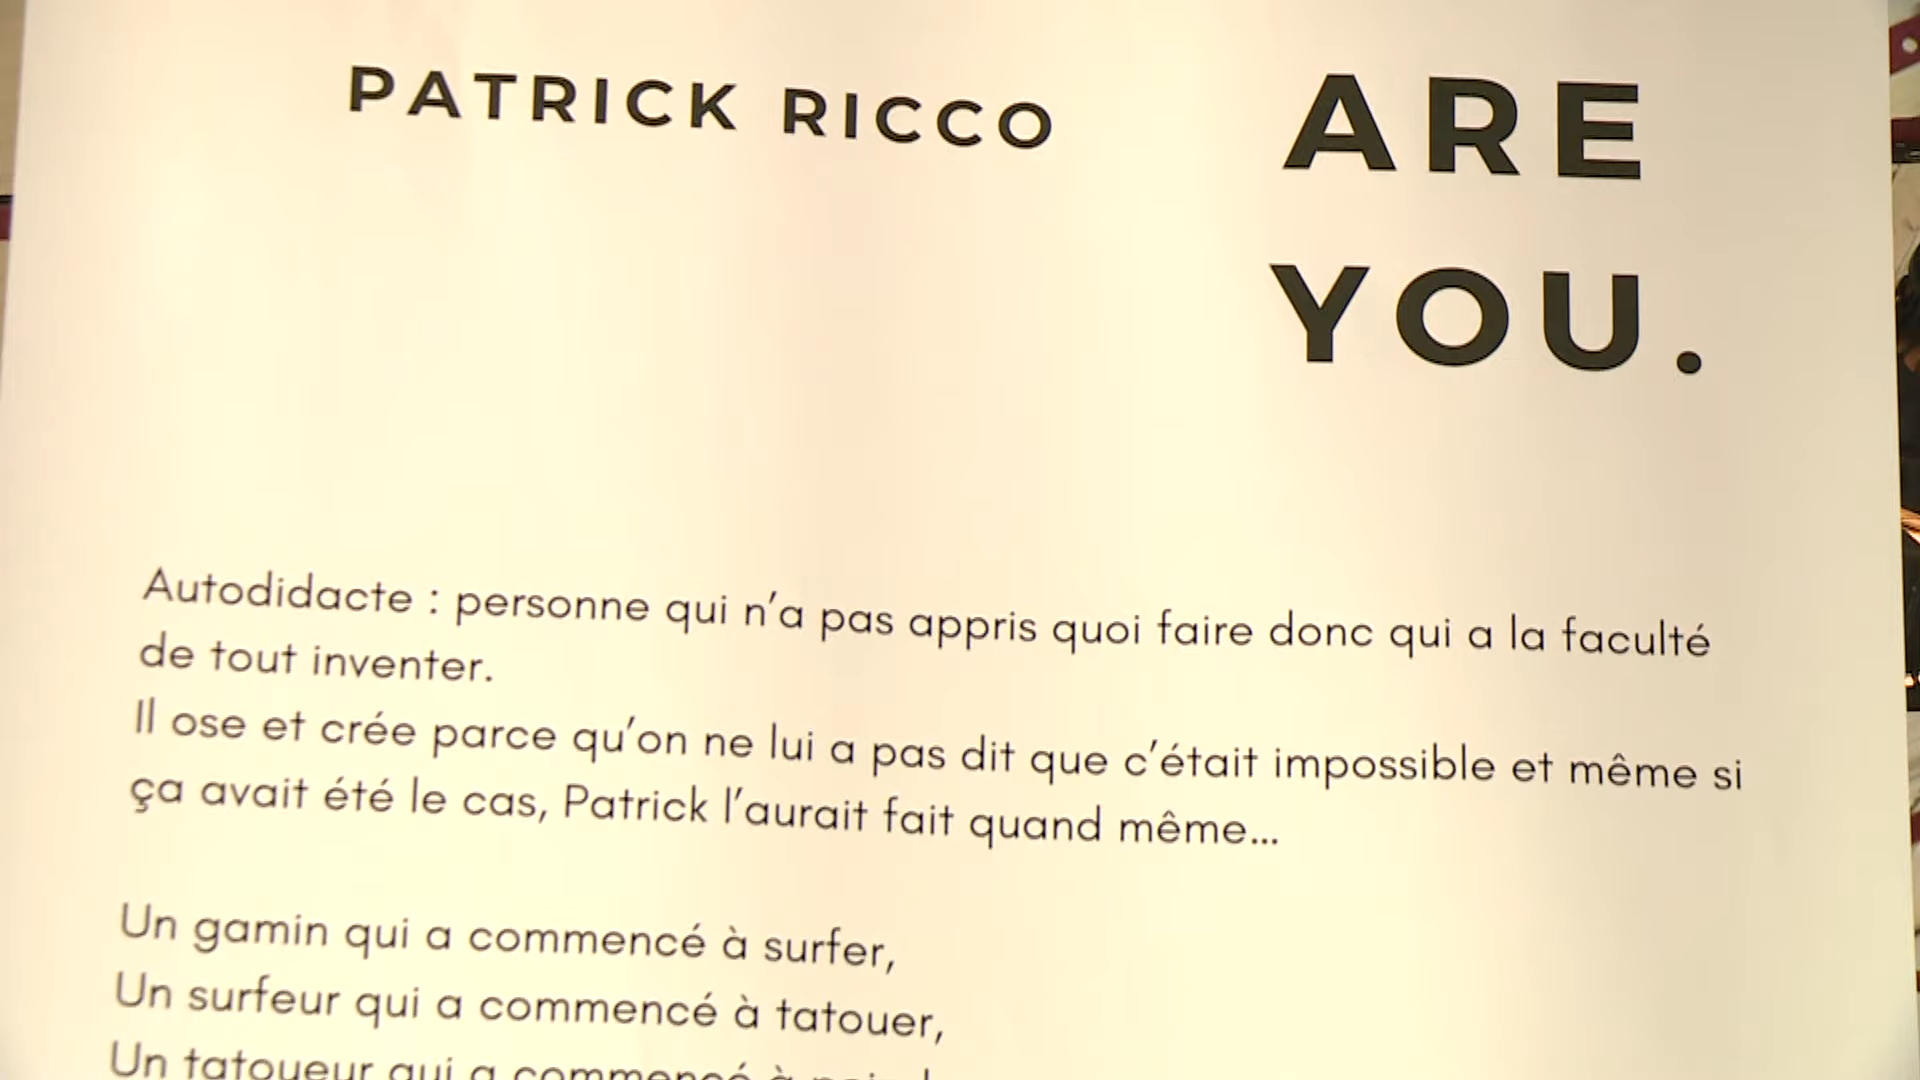 PATRICK RICCO
ARE
YOU.
Autodidacte : personne qui n'a pas appris quoi faire donc qui a la faculté
de tout inventer.
Il ose et crée parce qu'on ne lui a pas dit que c'était impossible et même si
ça avait été le cas, Patrick l'aurait fait quand même...
Un gamin qui a commencé à surfer,
Un surfeur qui a commencé à tatouer,
Un tatoueur qui a commencé à